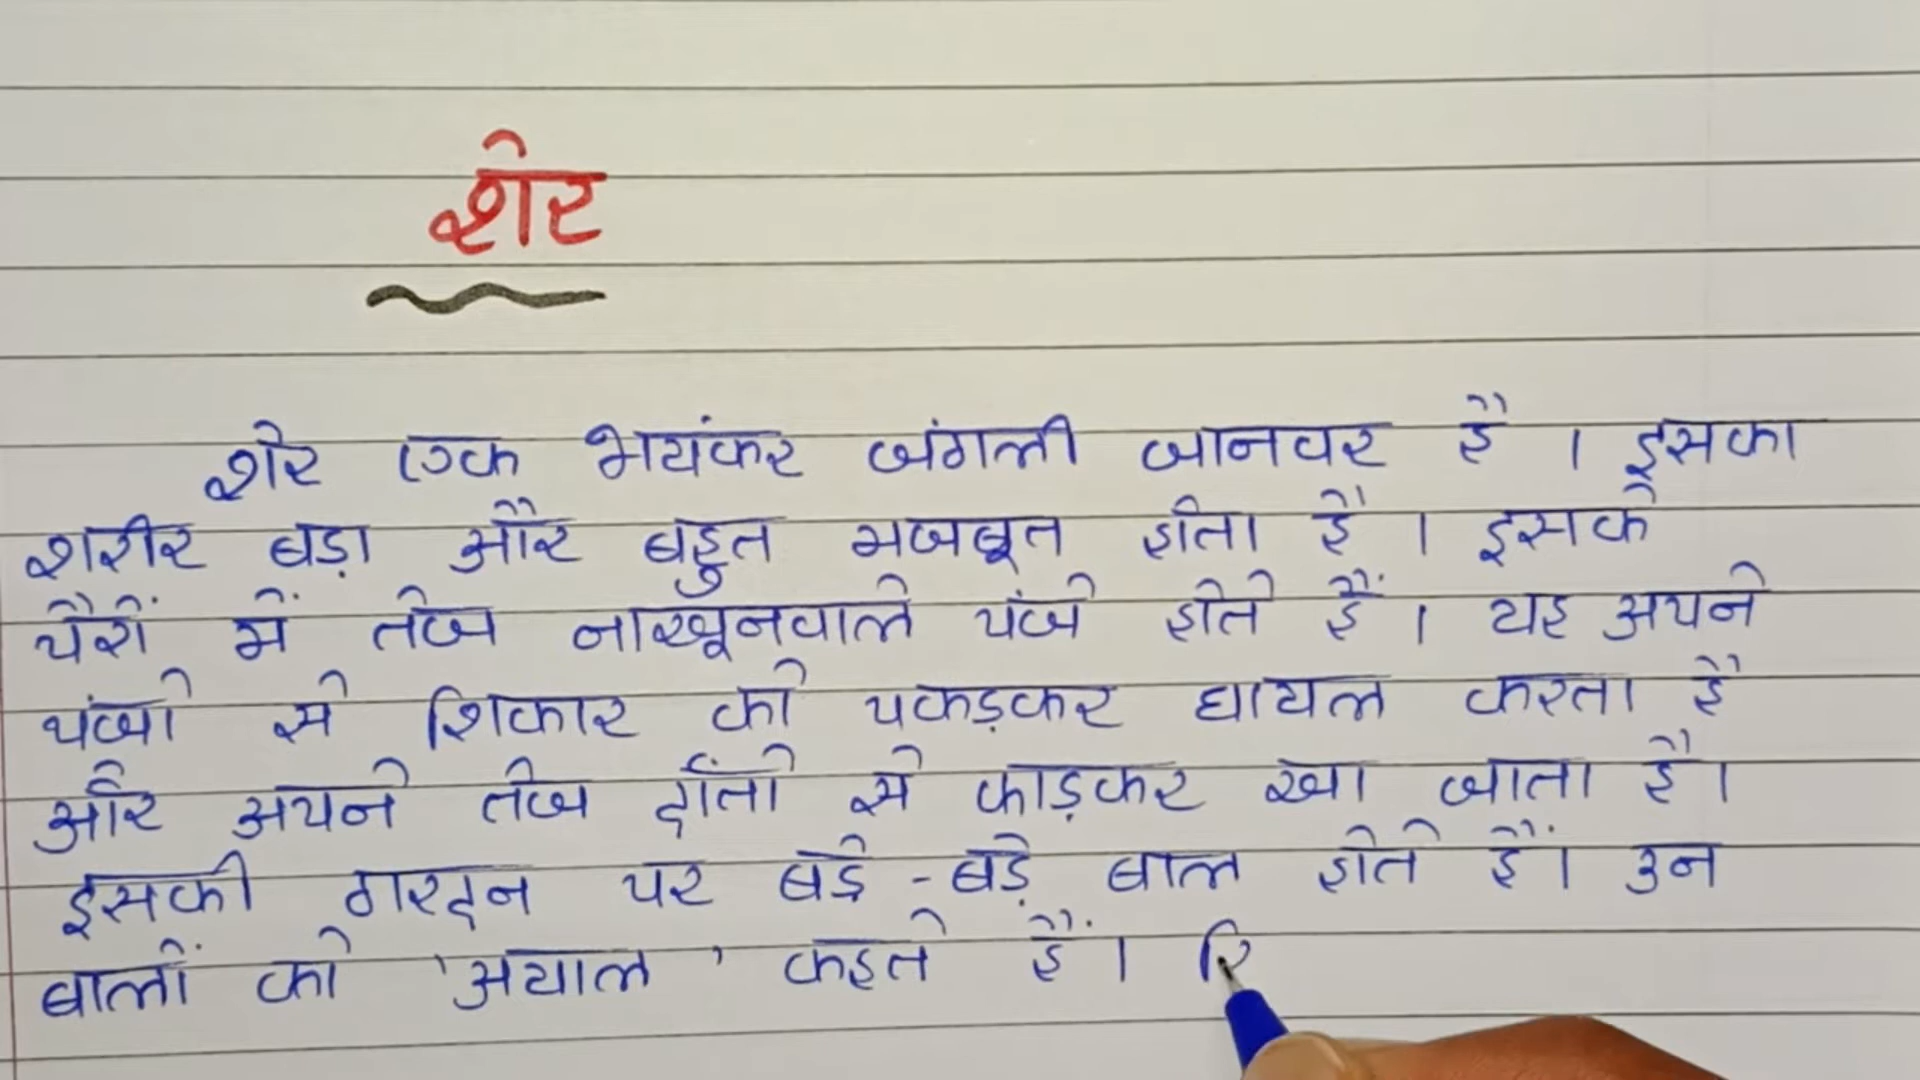 शेर
शेर एक भयंकर जंगली जानवर है । इसका
शरीर बड़ा और बहुत मजबूत होता है । इसके
पैरों में तेज नाखूनवाले पंजे होते हैं । यह अपने
पंजो से शिकार को पकड़कर घायल करता है
और अपने तेज दाँतो से फाड़कर खा जाता है ।
इसकी गरदन पर बड़े - बड़े बाल होते हैं । उन
बालों को 'अयाल' कहते हैं ।